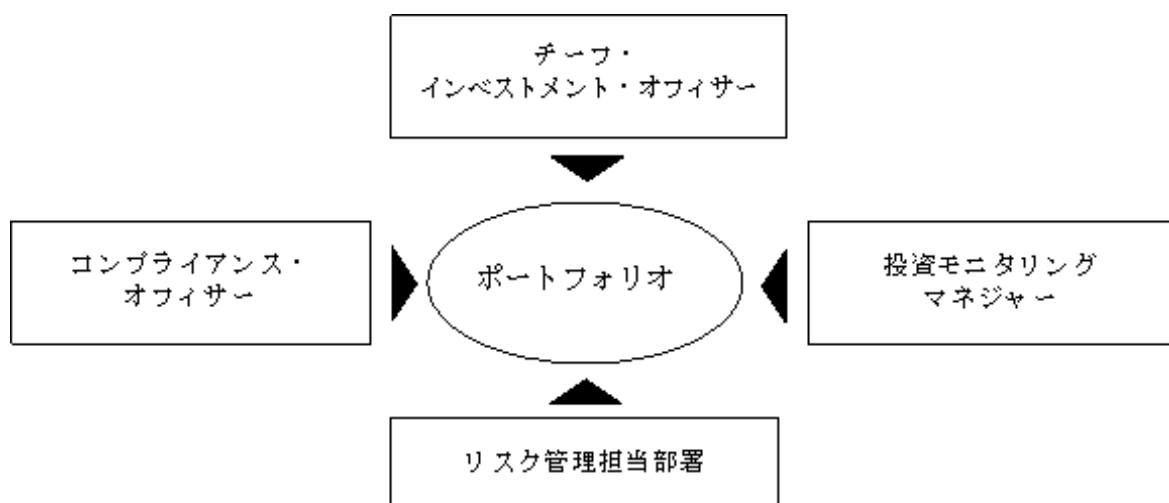 チーフ・
インベストメント・オフィサー
コンプライアンス・
オフィサー
ポートフォリオ
投資モニタリング
マネジャー
リスク管理担当部署